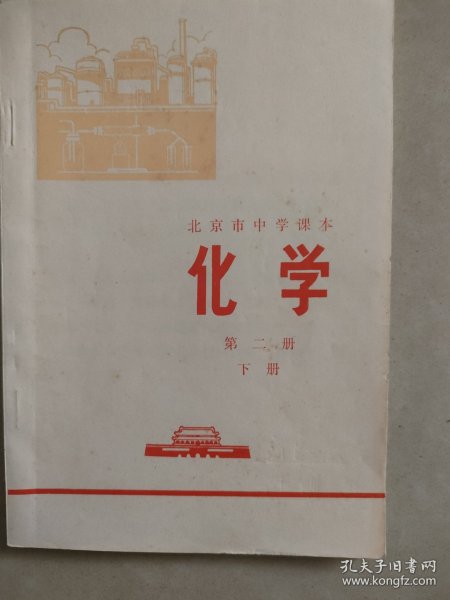 北京市中学课本
化学
第二册
下册
孔夫子旧书网
www.kongfz.com